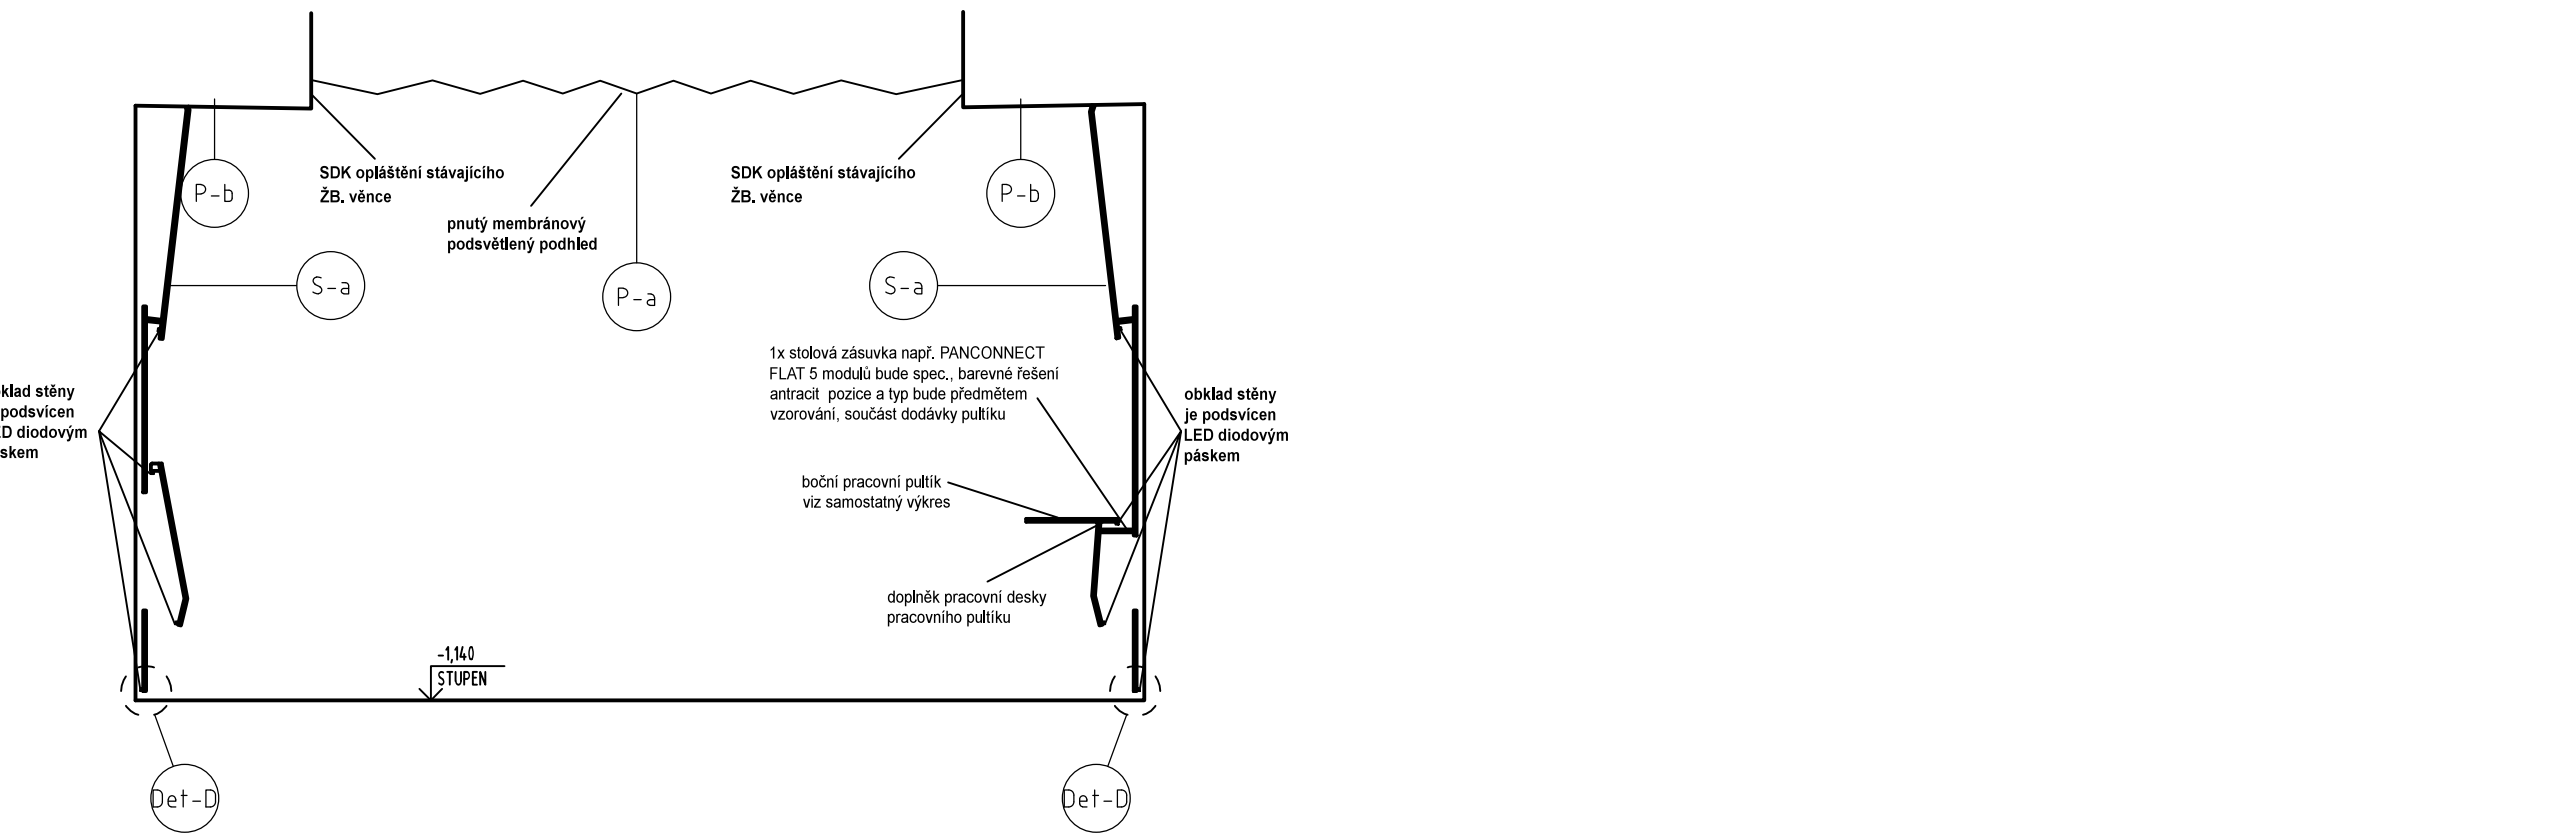 P-b
SDK opláštění stávajícího
ŽB. věnce
pnutý membránový
podsvětlený podhled
SDK opláštění stávajícího
ŽB. věnce
P-b
S-a
P-a
S-a
1x stolová zásuvka např. PANCONNECT
FLAT 5 modulů bude spec., barevné řešení
antracit pozice a typ bude předmětem
vzorování, součást dodávky pultíku
klad stěny
podsvícen
ED diodovým
skem
obklad stěny
je podsvícen
LED diodovým
páskem
boční pracovní pultík
viz samostatný výkres
doplněk pracovní desky
pracovního pultíku
-1,140
STUPEN
Det-D
Det-D